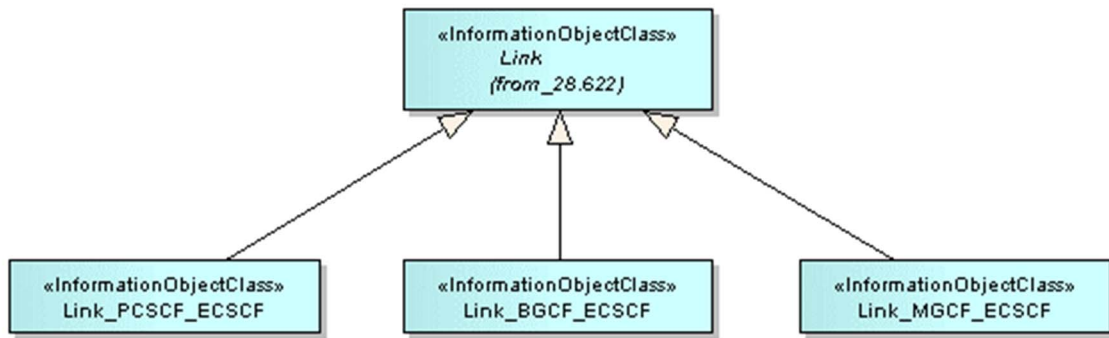 «InformationObjectClass»
Link
(from_28.622)
«InformationObjectClass»
Link_PCSCF_ECSCF
«InformationObjectClass»
Link_BGCF_ECSCF
«InformationObjectClass»
Link_MGCF_ECSCF